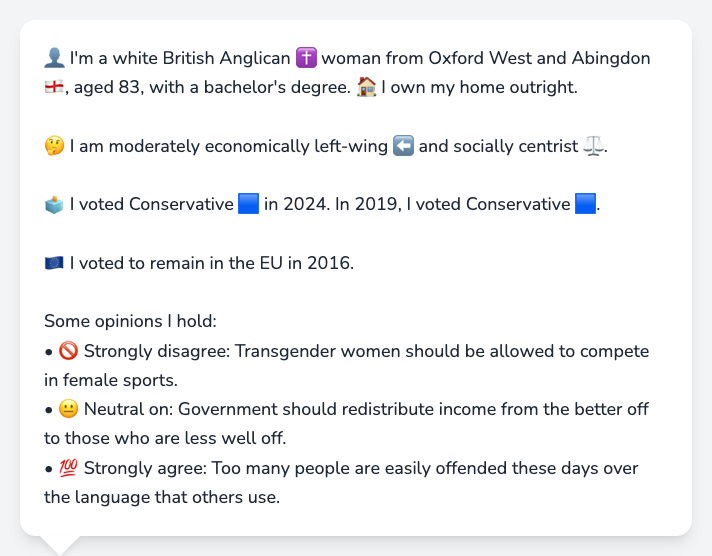 👤 I'm a white British Anglican ✝️ woman from Oxford West and Abingdon
🏴󠁧󠁢󠁥󠁮󠁧󠁿, aged 83, with a bachelor's degree. 🏠 I own my home outright.
🤔 I am moderately economically left-wing ⬅️ and socially centrist ⚖️.
🗳️ I voted Conservative 🟦 in 2024. In 2019, I voted Conservative 🟦.
🇪🇺 I voted to remain in the EU in 2016.
Some opinions I hold:
• 🚫 Strongly disagree: Transgender women should be allowed to compete
in female sports.
• 😐 Neutral on: Government should redistribute income from the better off
to those who are less well off.
• 💯 Strongly agree: Too many people are easily offended these days over
the language that others use.